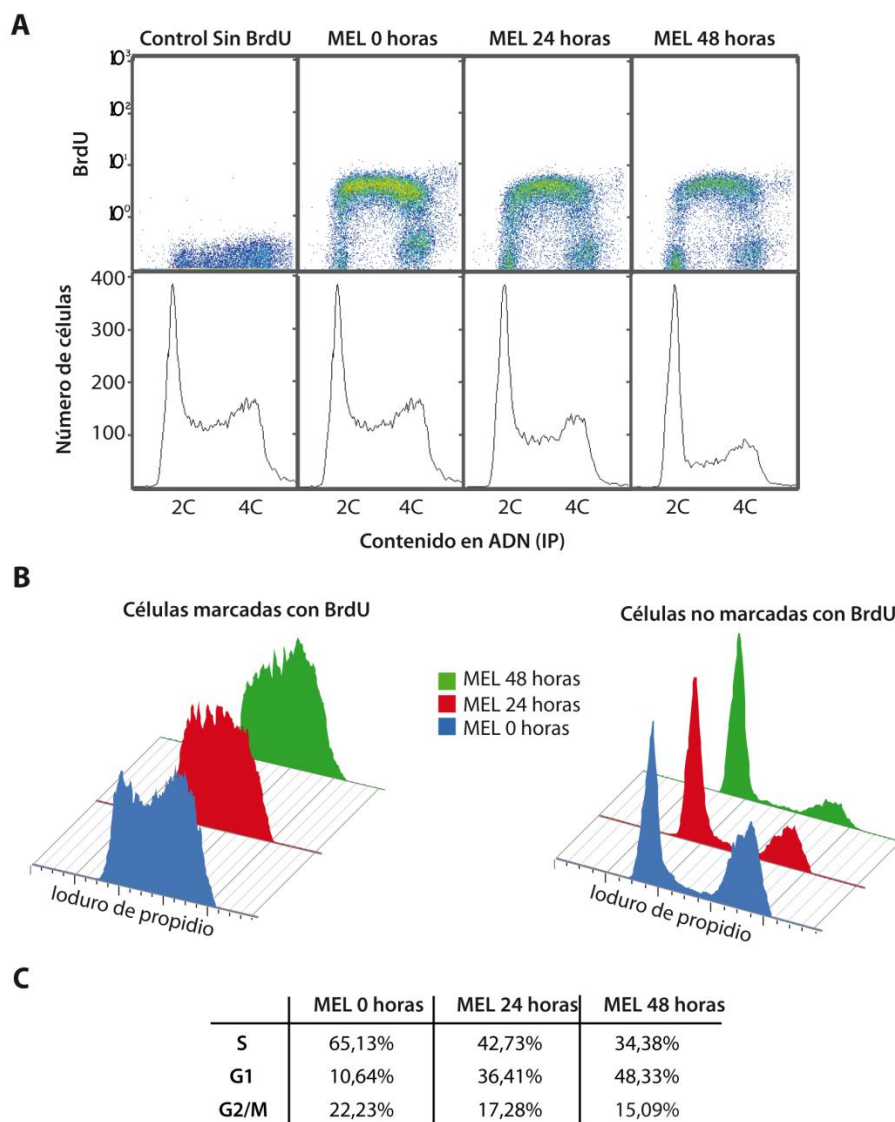 A
Control Sin BrdU MEL 0 horas MEL 24 horas MEL 48 horas
BrdU
10³
10²
10¹
10⁰
Número de células
400
300
200
100
2C 4C 2C 4C 2C 4C 2C 4C
Contenido en ADN (IP)
B
Células marcadas con BrdU
Células no marcadas con BrdU
MEL 48 horas
MEL 24 horas
MEL 0 horas
Ioduro de propidio
Ioduro de propidio
C
MEL 0 horas MEL 24 horas MEL 48 horas
S 65,13% 42,73% 34,38%
G1 10,64% 36,41% 48,33%
G2/M 22,23% 17,28% 15,09%